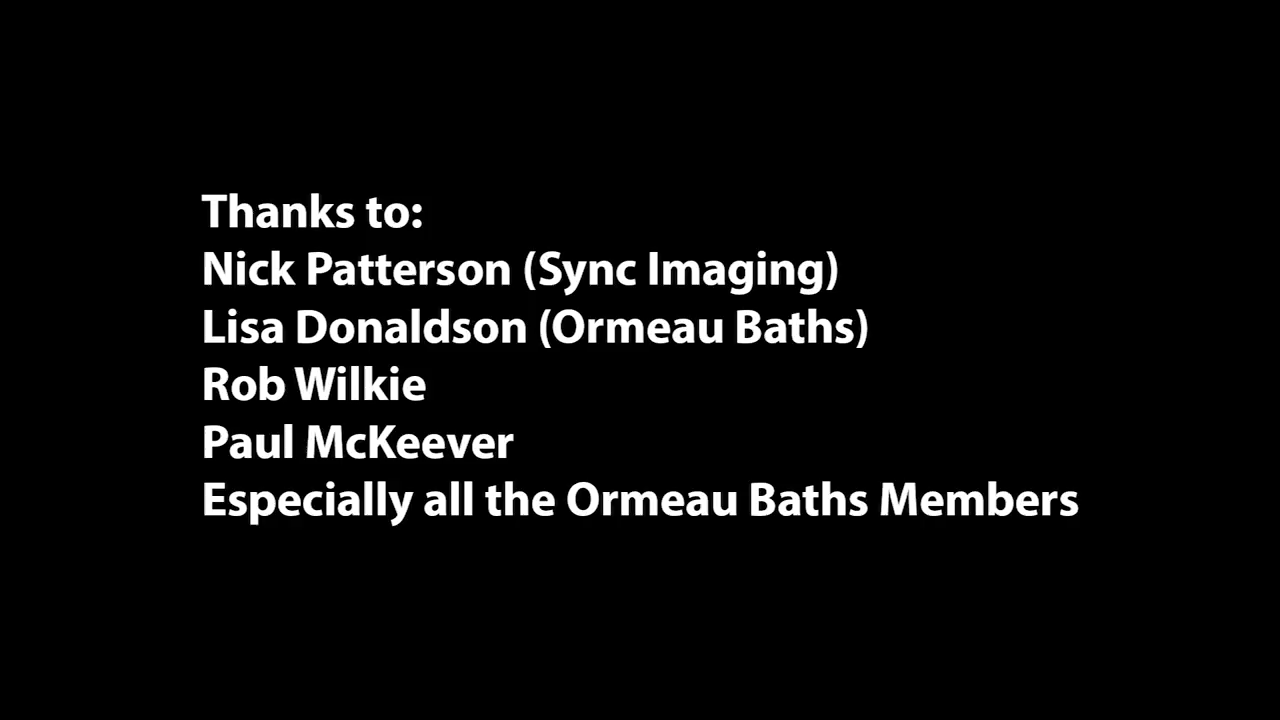 Thanks to:
Nick Patterson (Sync Imaging)
Lisa Donaldson (Ormeau Baths)
Rob Wilkie
Paul McKeever
Especially all the Ormeau Baths Members